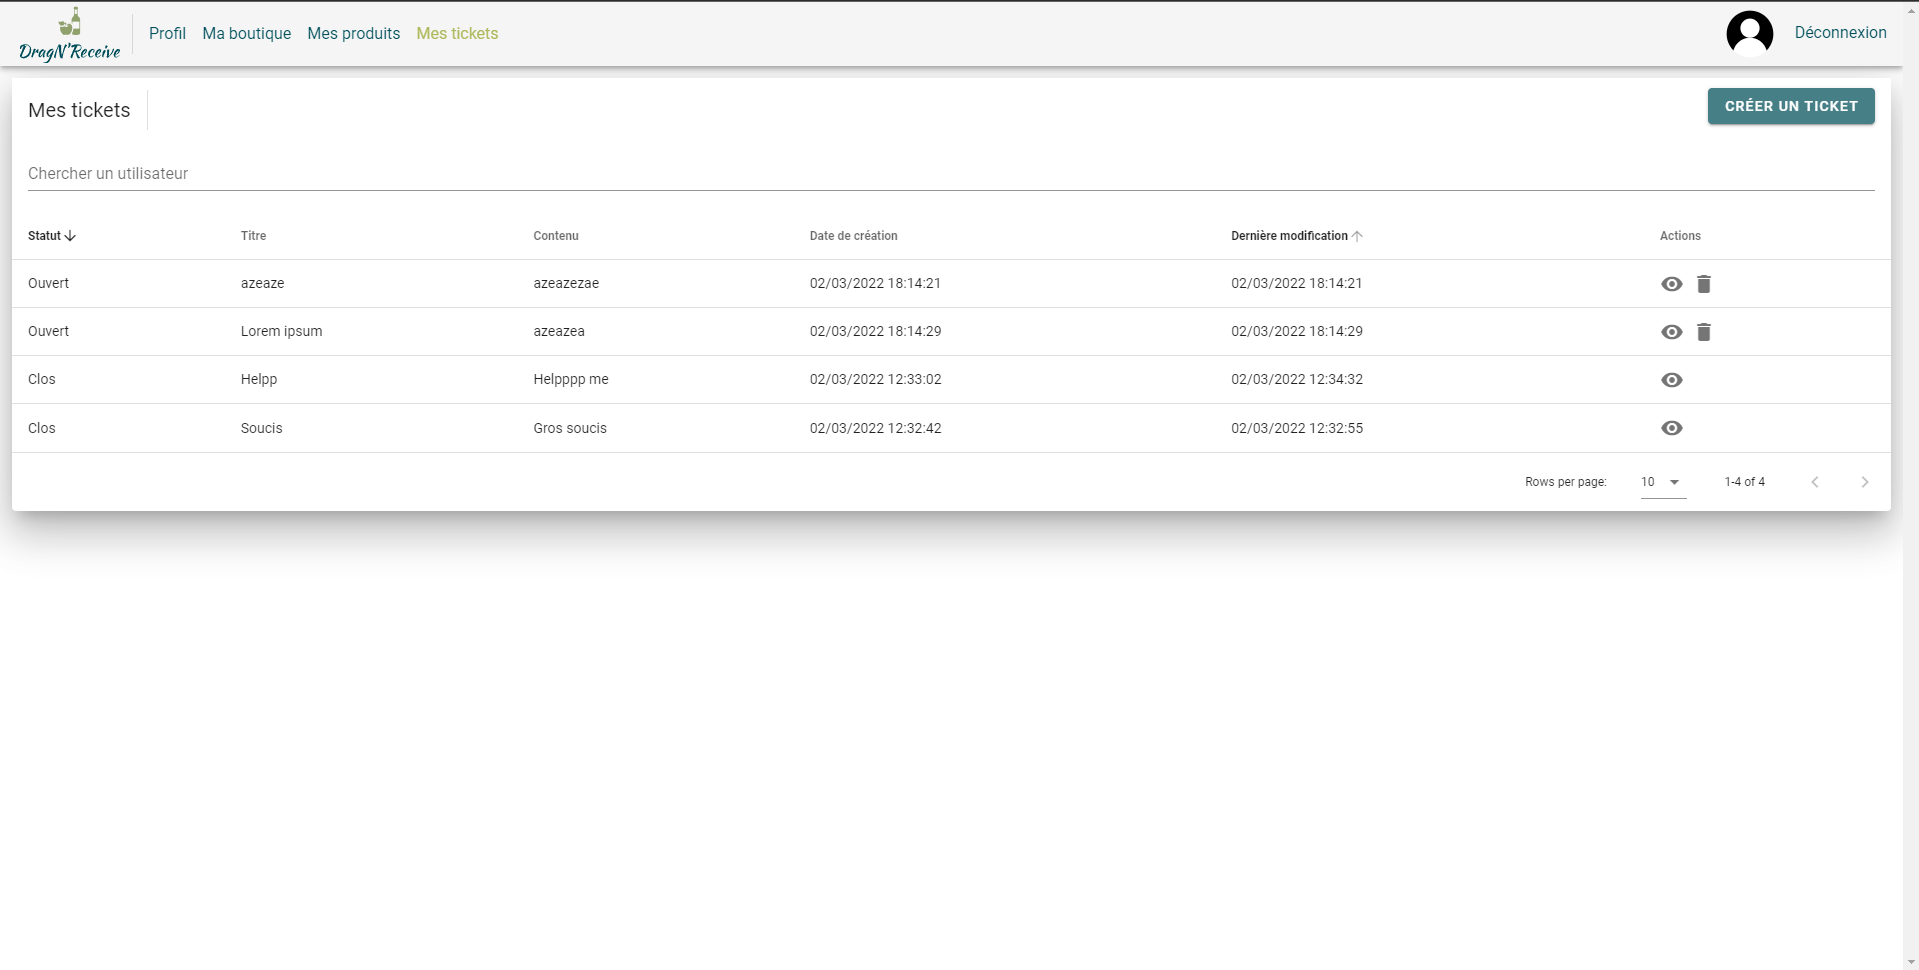 DragN'Receive Profil Ma boutique Mes produits Mes tickets Déconnexion
Mes tickets CRÉER UN TICKET
Chercher un utilisateur
Statut Titre Contenu Date de création Dernière modification Actions
Ouvert azeaze azeazezae 02/03/2022 18:14:21 02/03/2022 18:14:21
Ouvert Lorem ipsum azeazea 02/03/2022 18:14:29 02/03/2022 18:14:29
Clos Helpp Helpppp me 02/03/2022 12:33:02 02/03/2022 12:34:32
Clos Soucis Gros soucis 02/03/2022 12:32:42 02/03/2022 12:32:55
Rows per page: 10 1-4 of 4